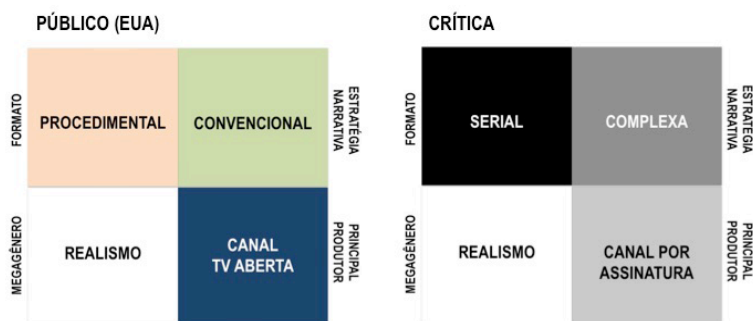 PÚBLICO (EUA)
FORMATO
PROCEDIMENTAL
CONVENCIONAL
ESTRATÉGIA
NARRATIVA
MEGAGÊNERO
REALISMO
CANAL
TV ABERTA
PRINCIPAL
PRODUTOR
CRÍTICA
FORMATO
SERIAL
COMPLEXA
ESTRATÉGIA
NARRATIVA
MEGAGÊNERO
REALISMO
CANAL POR
ASSINATURA
PRINCIPAL
PRODUTOR